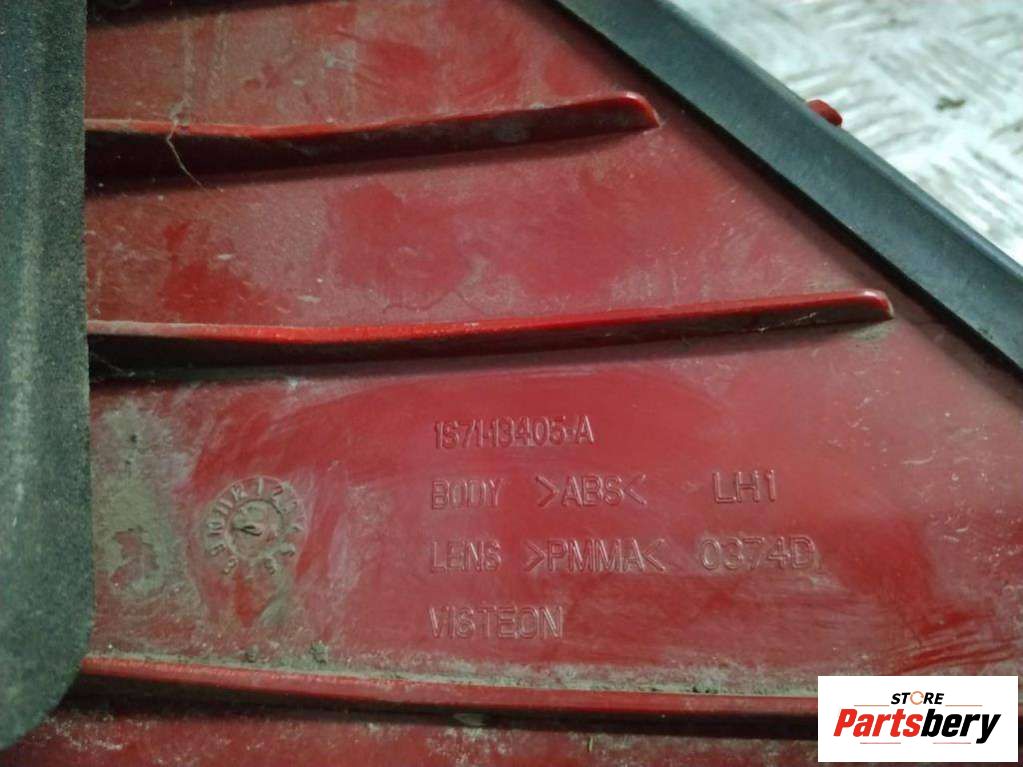 1S71-13405-A
BODY >ABS< LH1
LENS >PMMA< 0374D
VISTEON
STORE
Partsbery